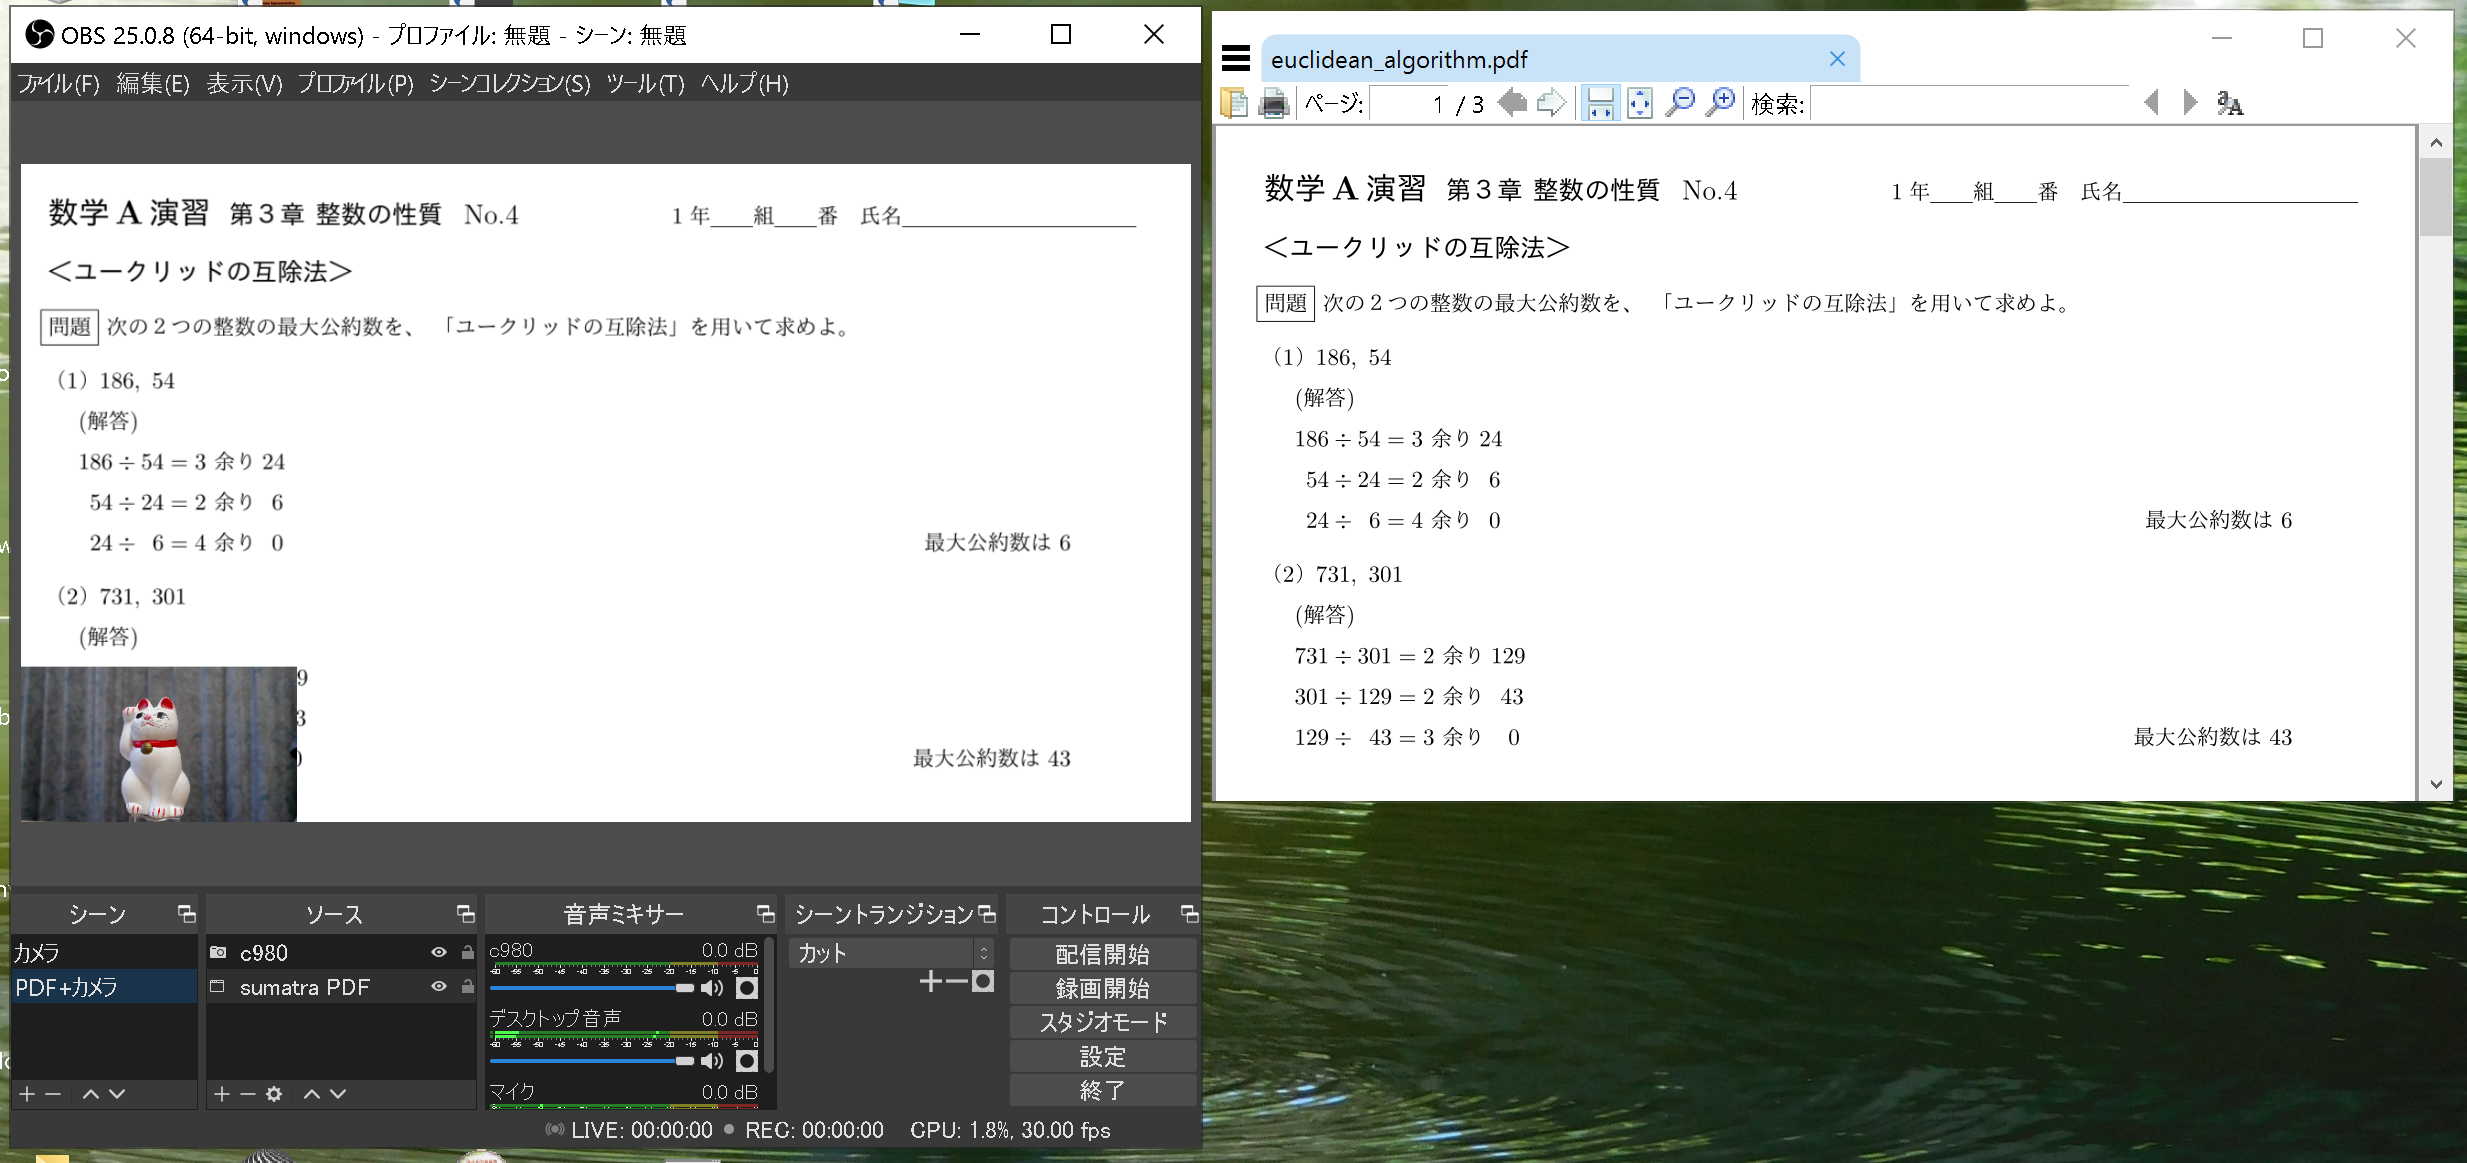 OBS 25.0.8 (64-bit, windows) - プロファイル: 無題 - シーン: 無題
ファイル(F) 編集(E) 表示(V) プロファイル(P) シーンコレクション(S) ツール(T) ヘルプ(H)
数学 A 演習 第３章 整数の性質 No.4 1 年____組____番 氏名____________________
＜ユークリッドの互除法＞
問題 次の２つの整数の最大公約数を、 「ユークリッドの互除法」を用いて求めよ。
(1) 186, 54
(解答)
186 ÷ 54 = 3 余り 24
54 ÷ 24 = 2 余り 6
24 ÷ 6 = 4 余り 0
最大公約数は 6
(2) 731, 301
(解答)
9
3
最大公約数は 43
シーン
カメラ
PDF+カメラ
ソース
c980
sumatra PDF
音声ミキサー
c980 0.0 dB
-60 -55 -50 -45 -40 -35 -30 -25 -20 -15 -10 -5 0
デスクトップ音声 0.0 dB
-60 -55 -50 -45 -40 -35 -30 -25 -20 -15 -10 -5 0
マイク 0.0 dB
シーントランジション
カット
コントロール
配信開始
録画開始
スタジオモード
設定
終了
LIVE: 00:00:00 REC: 00:00:00 CPU: 1.8%, 30.00 fps
euclidean_algorithm.pdf
ページ: 1 / 3 検索:
数学 A 演習 第３章 整数の性質 No.4 1 年____組____番 氏名____________________
＜ユークリッドの互除法＞
問題 次の２つの整数の最大公約数を、 「ユークリッドの互除法」を用いて求めよ。
(1) 186, 54
(解答)
186 ÷ 54 = 3 余り 24
54 ÷ 24 = 2 余り 6
24 ÷ 6 = 4 余り 0
最大公約数は 6
(2) 731, 301
(解答)
731 ÷ 301 = 2 余り 129
301 ÷ 129 = 2 余り 43
129 ÷ 43 = 3 余り 0
最大公約数は 43